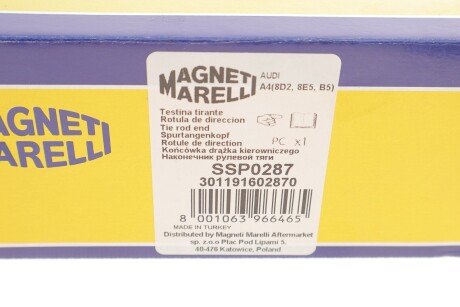 MAGNETI
MARELLI
AUDI
A4(8D2, 8E5, B5)
MAGNETI
MARELLI
Testina tirante
Rotula de direccion
Tie rod end
Spurtangenkopf
Rotule de direction
Końcówka drążka kierowniczego
Наконечник рулевой тяги
PC x1
SSP0287
301191602870
8 001063 966465
MADE IN TURKEY
Distributed by Magneti Marelli Aftermarket
sp. z.o.o Plac Pod Lipami 5,
40-476 Katowice, Poland